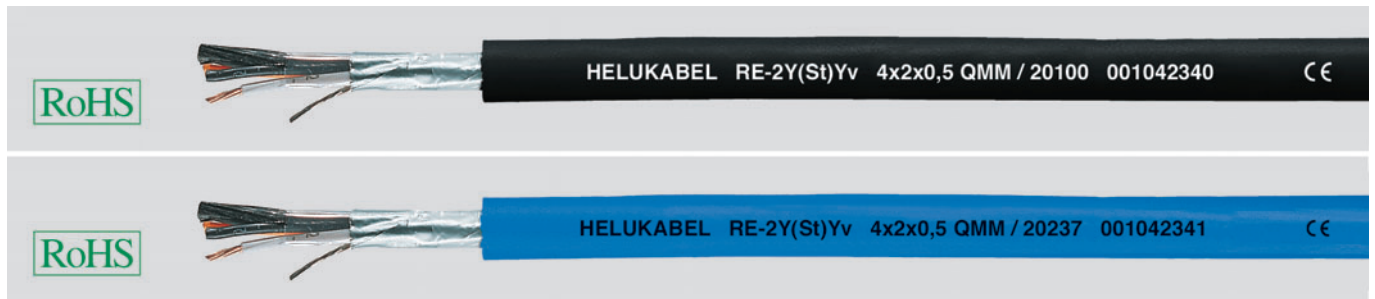 RoHS
HELUKABEL RE-2Y(St)Yv 4x2x0,5 QMM / 20100 001042340 CE
RoHS
HELUKABEL RE-2Y(St)Yv 4x2x0,5 QMM / 20237 001042341 CE